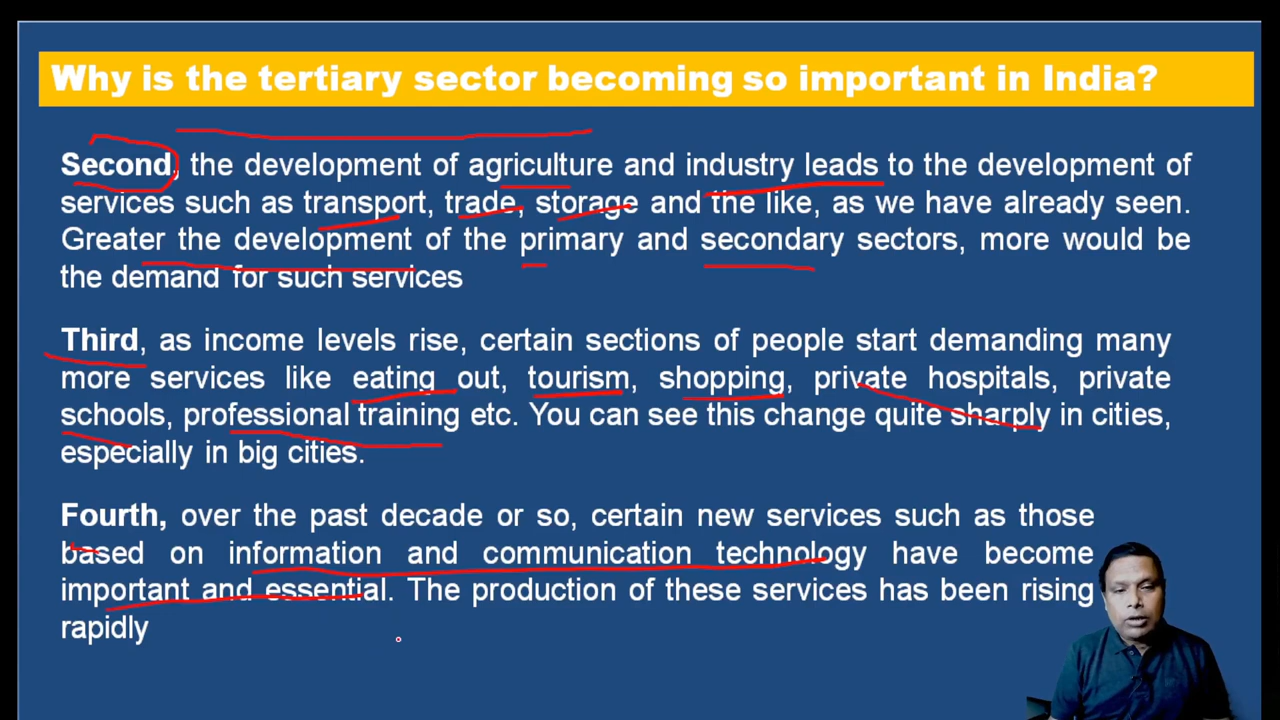 Why is the tertiary sector becoming so important in India?
Second, the development of agriculture and industry leads to the development of
services such as transport, trade, storage and the like, as we have already seen.
Greater the development of the primary and secondary sectors, more would be
the demand for such services
Third, as income levels rise, certain sections of people start demanding many
more services like eating out, tourism, shopping, private hospitals, private
schools, professional training etc. You can see this change quite sharply in cities,
especially in big cities.
Fourth, over the past decade or so, certain new services such as those
based on information and communication technology have become
important and essential. The production of these services has been rising
rapidly